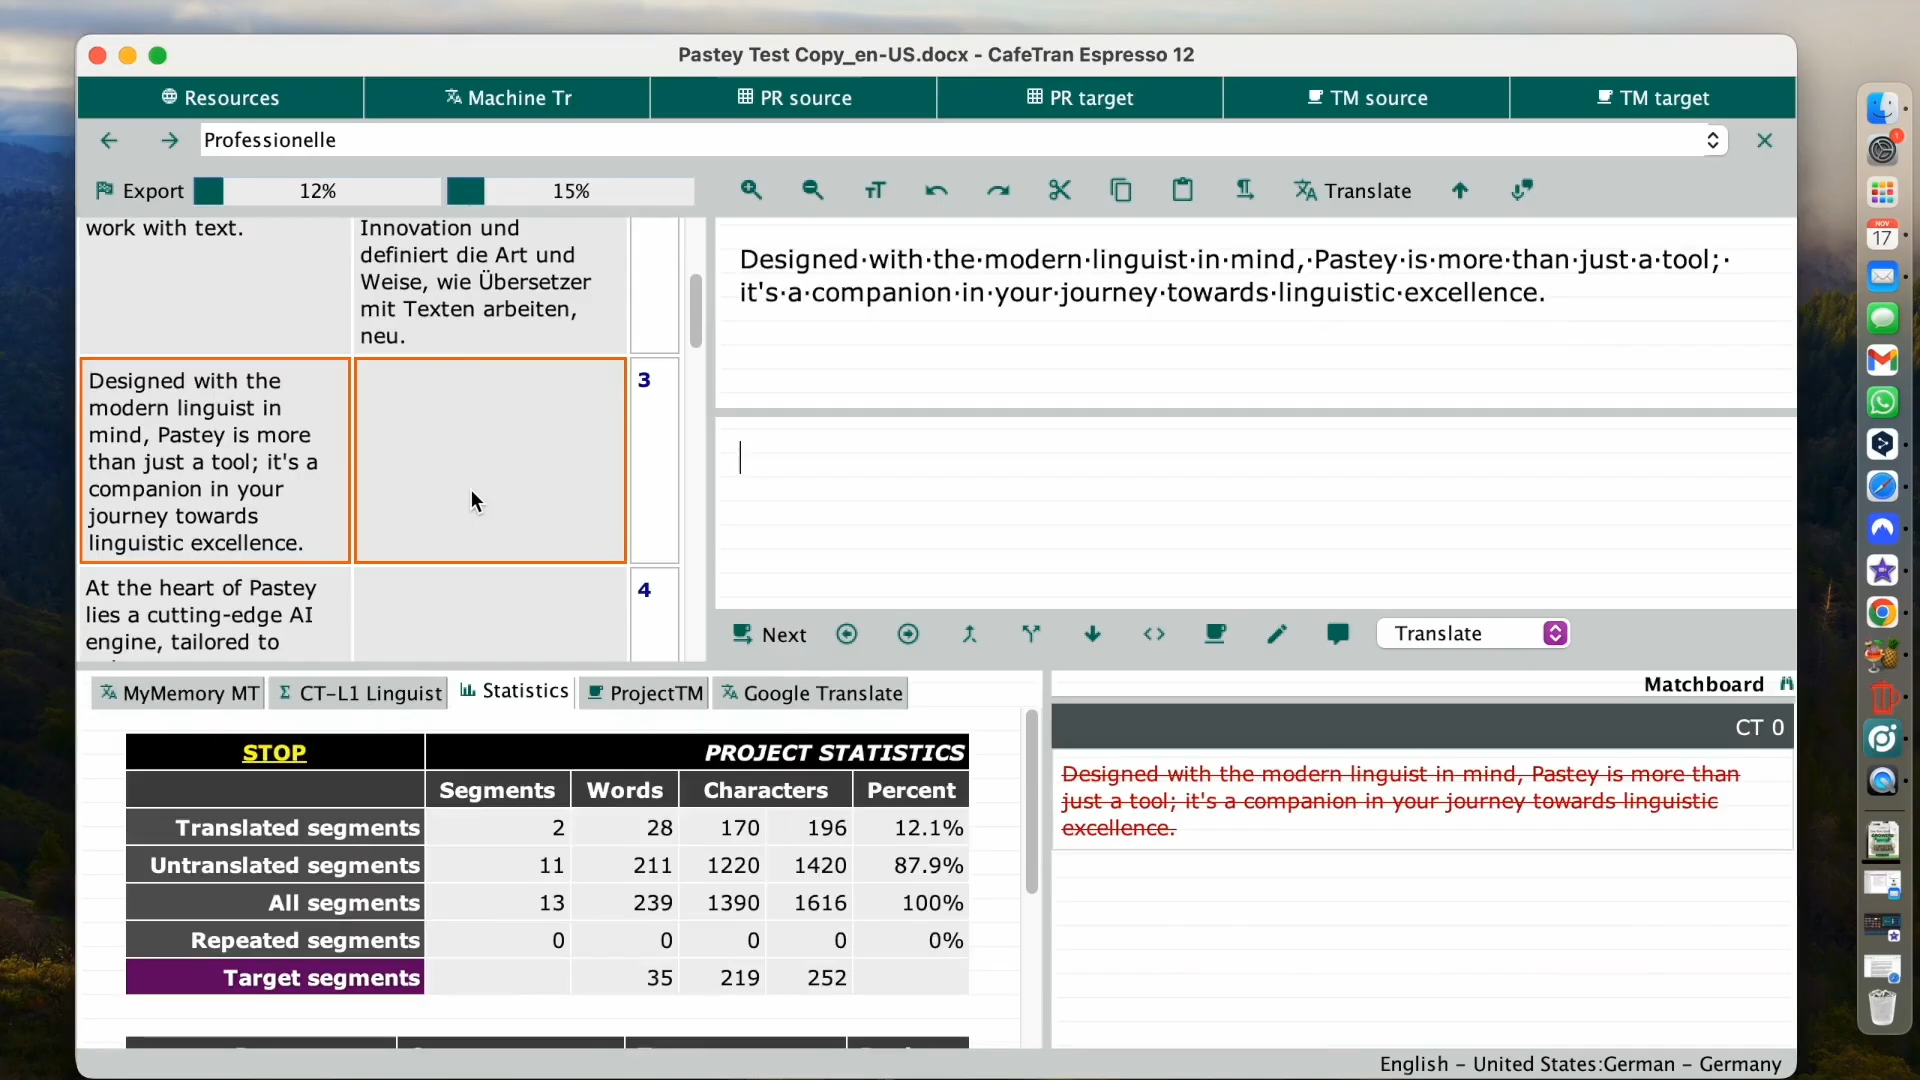 Pastey Test Copy_en-US.docx - CafeTran Espresso 12
Resources
Machine Tr
PR source
PR target
TM source
TM target
Professionelle
Export
12%
15%
Translate
work with text.
Innovation und
definiert die Art und
Weise, wie Übersetzer
mit Texten arbeiten,
neu.
Designed with the
modern linguist in
mind, Pastey is more
than just a tool; it's a
companion in your
journey towards
linguistic excellence.
3
At the heart of Pastey
lies a cutting-edge AI
engine, tailored to
4
Designed·with·the·modern·linguist·in·mind,·Pastey·is·more·than·just·a·tool;·
it's·a·companion·in·your·journey·towards·linguistic·excellence.
Next
Translate
MyMemory MT
CT-L1 Linguist
Statistics
ProjectTM
Google Translate
STOP
PROJECT STATISTICS
Segments Words Characters Percent
Translated segments 2 28 170 196 12.1%
Untranslated segments 11 211 1220 1420 87.9%
All segments 13 239 1390 1616 100%
Repeated segments 0 0 0 0 0%
Target segments 35 219 252
Matchboard
CT 0
Designed with the modern linguist in mind, Pastey is more than
just a tool; it's a companion in your journey towards linguistic
excellence.
English - United States:German - Germany
1
NOV
17